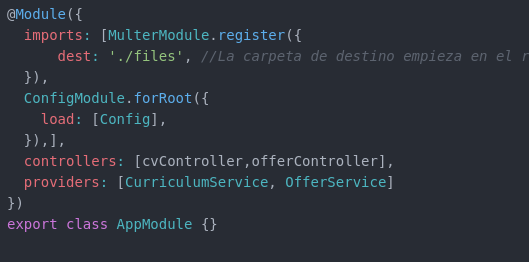 @Module({
imports: [MulterModule.register({
dest: './files', //La carpeta de destino empieza en el
}),
ConfigModule.forRoot({
load: [Config],
}),],
controllers: [cvController,offerController],
providers: [CurriculumService, OfferService]
})
export class AppModule {}